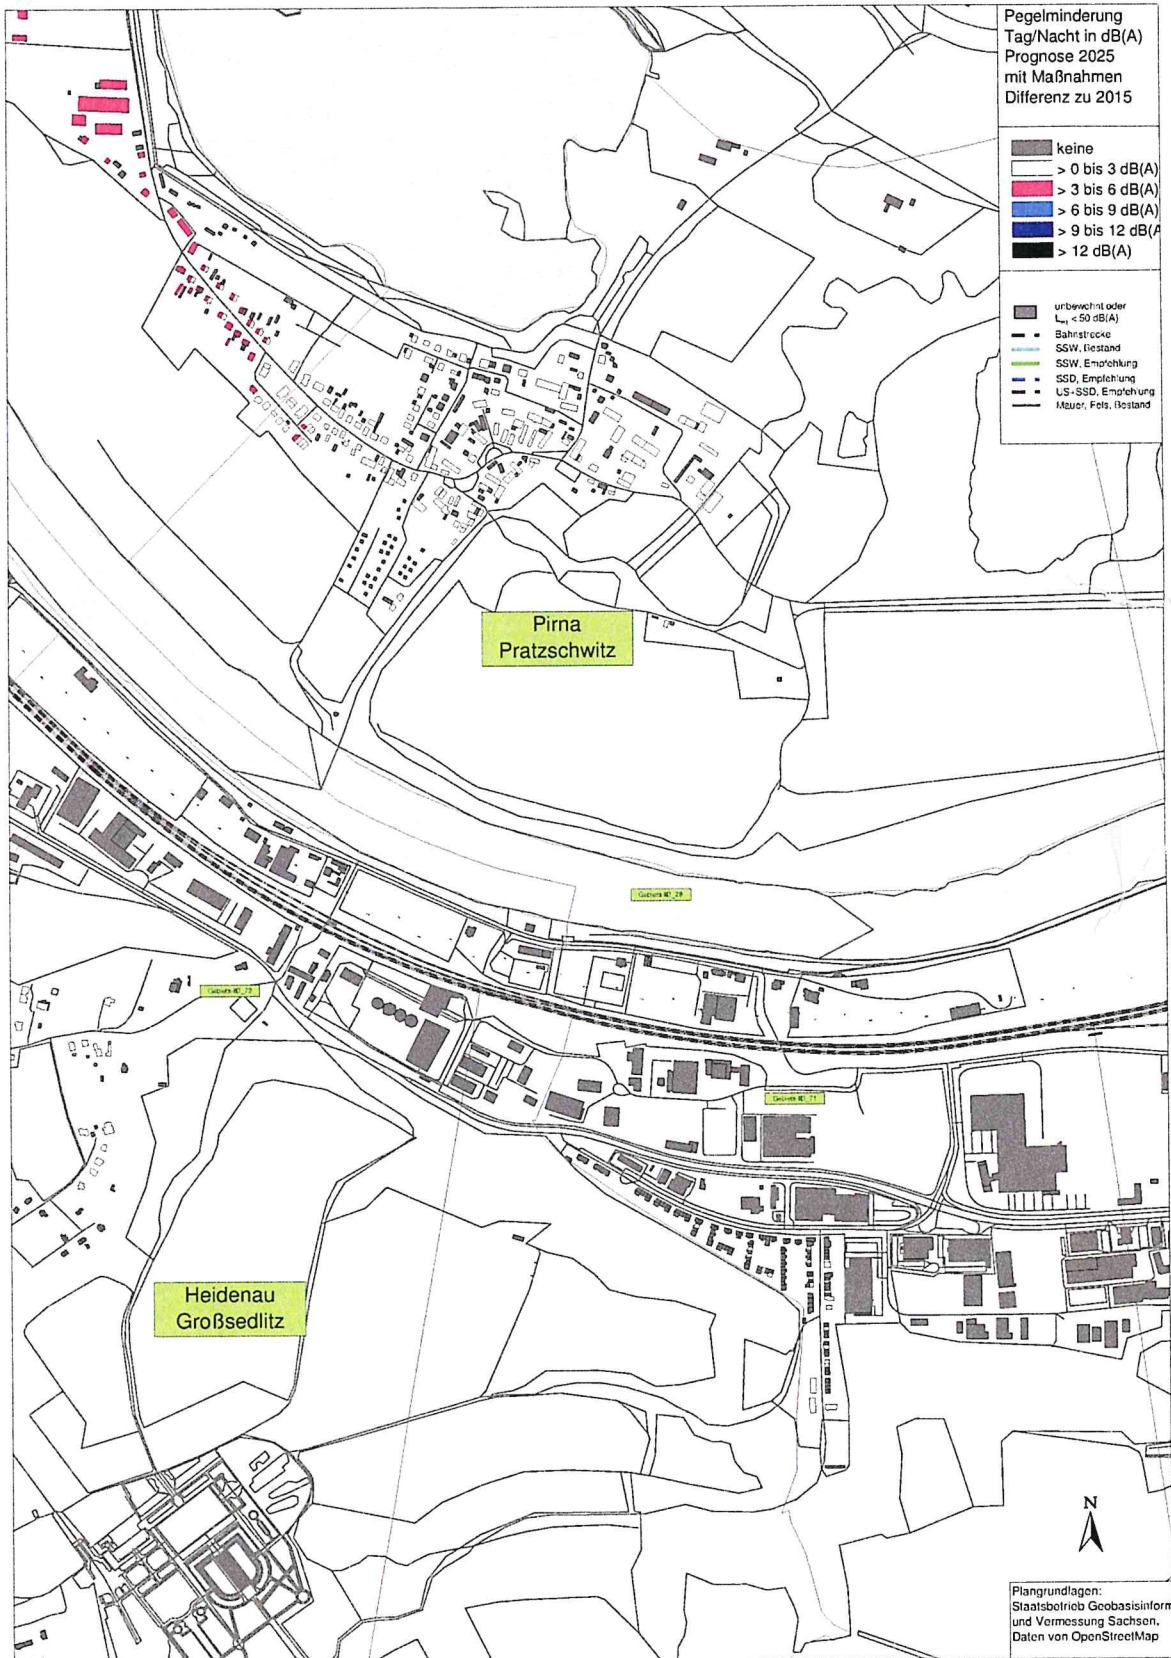 Pegelminderung
Tag/Nacht in dB(A)
Prognose 2025
mit Maßnahmen
Differenz zu 2015
keine
> 0 bis 3 dB(A)
> 3 bis 6 dB(A)
> 6 bis 9 dB(A)
> 9 bis 12 dB(A
> 12 dB(A)
unbewohnt oder
< 50 dB(A)
Bahnstrecke
SSW, Bestand
SSW, Empfehlung
SSD, Empfehlung
US+SSD, Empfehlung
Mauer, Fels, Bestand
Pirna
Pratzschwitz
Heidenau
Großsedlitz
N
Plangrundlagen:
Staatsbetrieb Geobasisinform
und Vermessung Sachsen,
Daten von OpenStreetMap